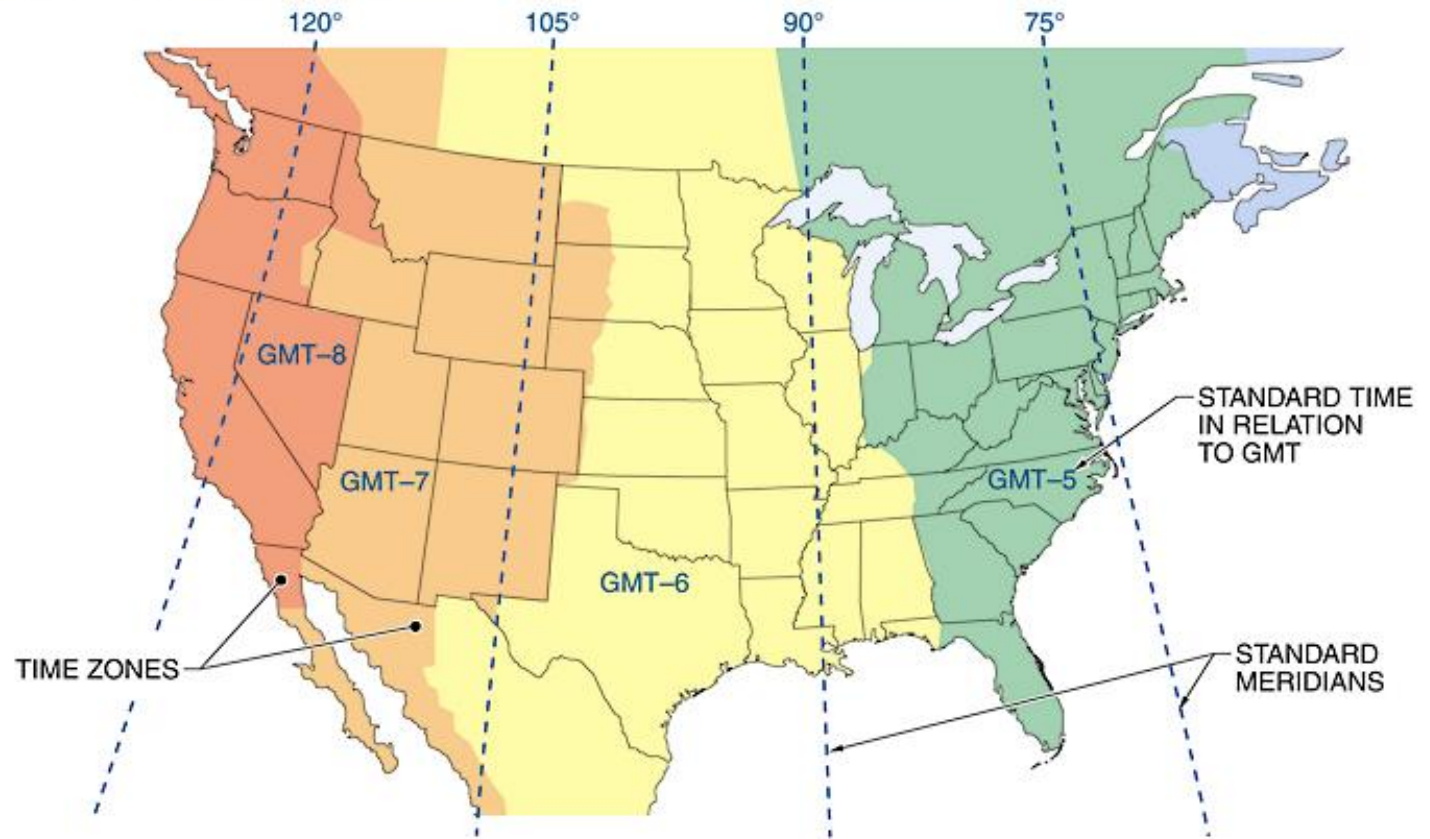 120°
105°
90°
75°
GMT–8
STANDARD TIME
IN RELATION
TO GMT
GMT–7
GMT–5
GMT–6
TIME ZONES
STANDARD
MERIDIANS